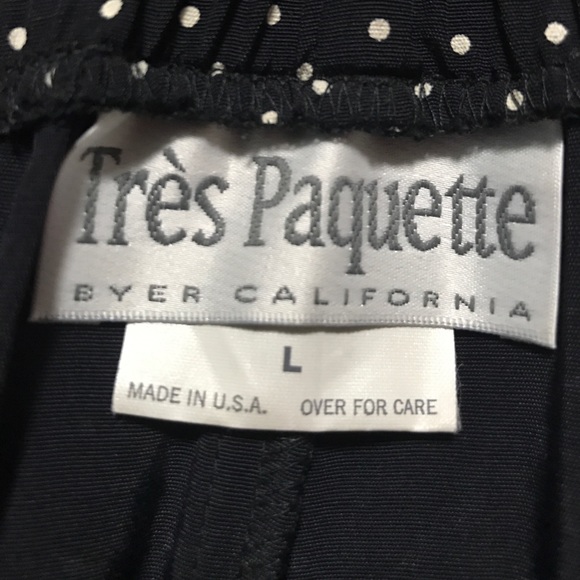 Très Paquette
BYER CALIFORNIA
L
MADE IN U.S.A. OVER FOR CARE